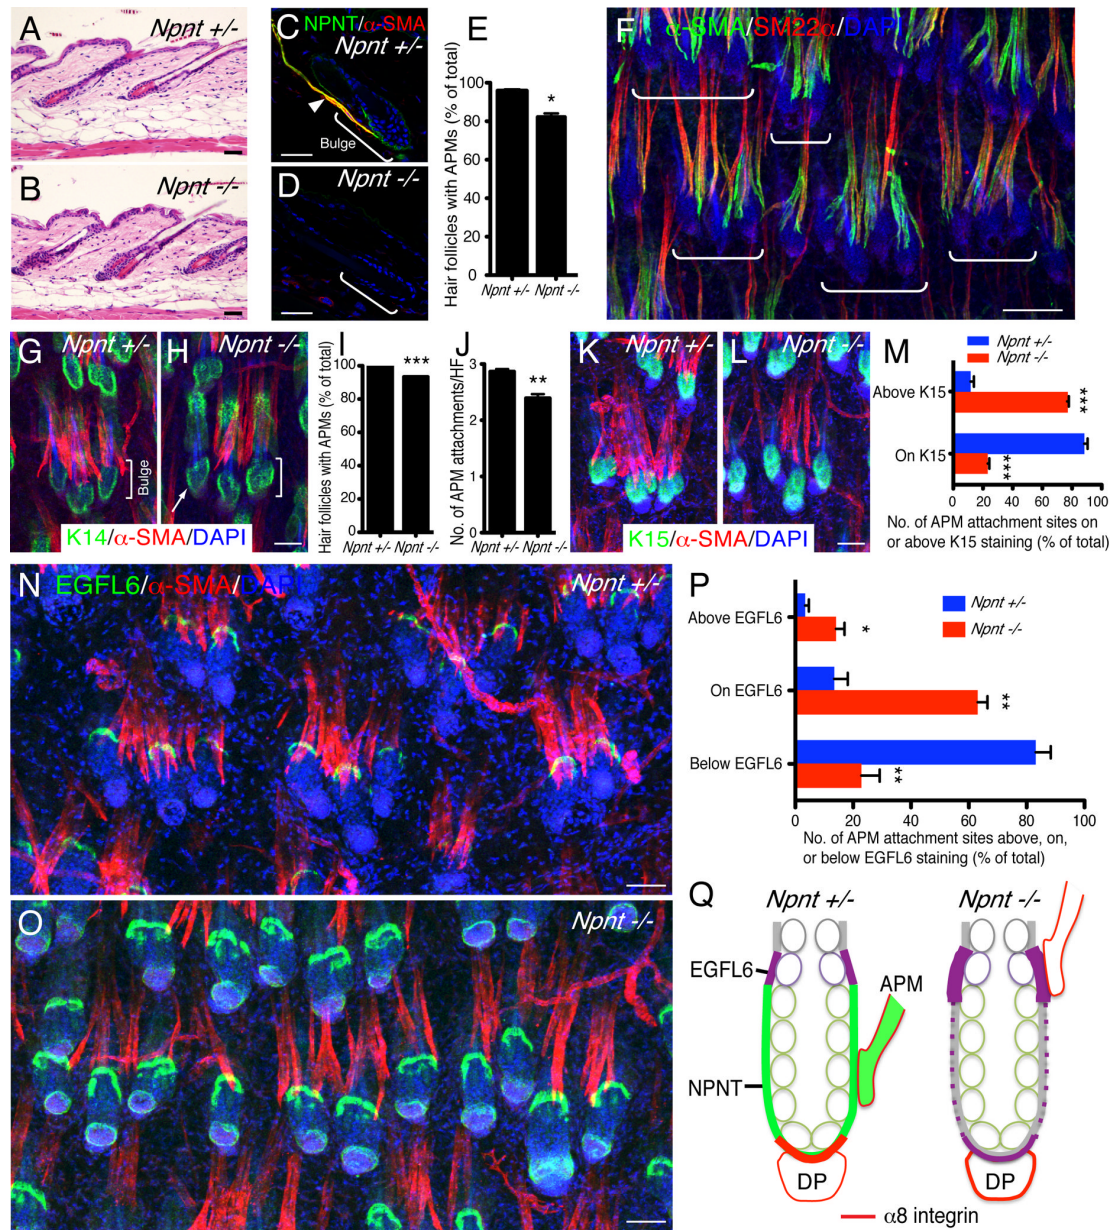 A
Npnt +/-
B
Npnt -/-
C
NPNT/α-SMA
Npnt +/-
Bulge
D
Npnt -/-
E
Hair follicles with APMs (% of total)
100
80
60
40
20
0
Npnt +/- Npnt -/-
*
F
α-SMA/SM22α/DAPI
G
Npnt +/-
Bulge
H
Npnt -/-
K14/α-SMA/DAPI
I
Hair follicles with APMs (% of total)
100
80
60
40
20
0
***
Npnt +/- Npnt -/-
J
No. of APM attachments/HF
3
2
1
0
**
Npnt +/- Npnt -/-
K
Npnt +/-
L
Npnt -/-
K15/α-SMA/DAPI
M
Npnt +/-
Npnt -/-
Above K15
***
On K15
***
0 20 40 60 80 100
No. of APM attachment sites on
or above K15 staining (% of total)
N
EGFL6/α-SMA/DAPI
Npnt +/-
O
Npnt -/-
P
Npnt +/-
Npnt -/-
Above EGFL6
*
On EGFL6
**
Below EGFL6
**
0 20 40 60 80 100
No. of APM attachment sites above, on,
or below EGFL6 staining (% of total)
Q
Npnt +/-
Npnt -/-
EGFL6
APM
NPNT
DP
DP
α8 integrin